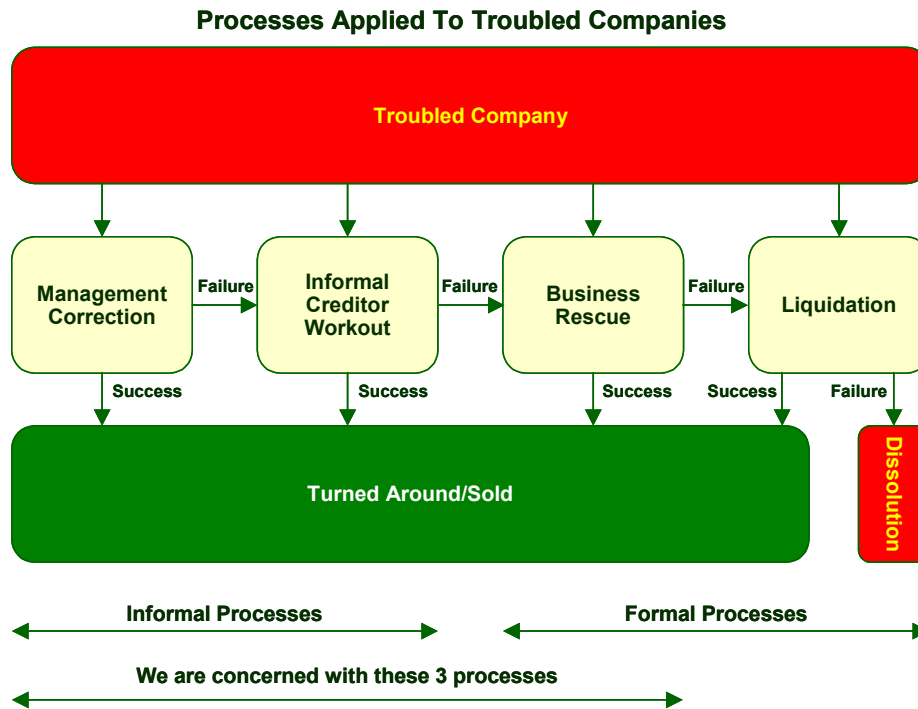 Processes Applied To Troubled Companies
Troubled Company
Management
Correction
Failure
Informal
Creditor
Workout
Failure
Business
Rescue
Failure
Liquidation
Success
Success
Success
Success
Failure
Turned Around/Sold
Dissolution
Informal Processes
Formal Processes
We are concerned with these 3 processes